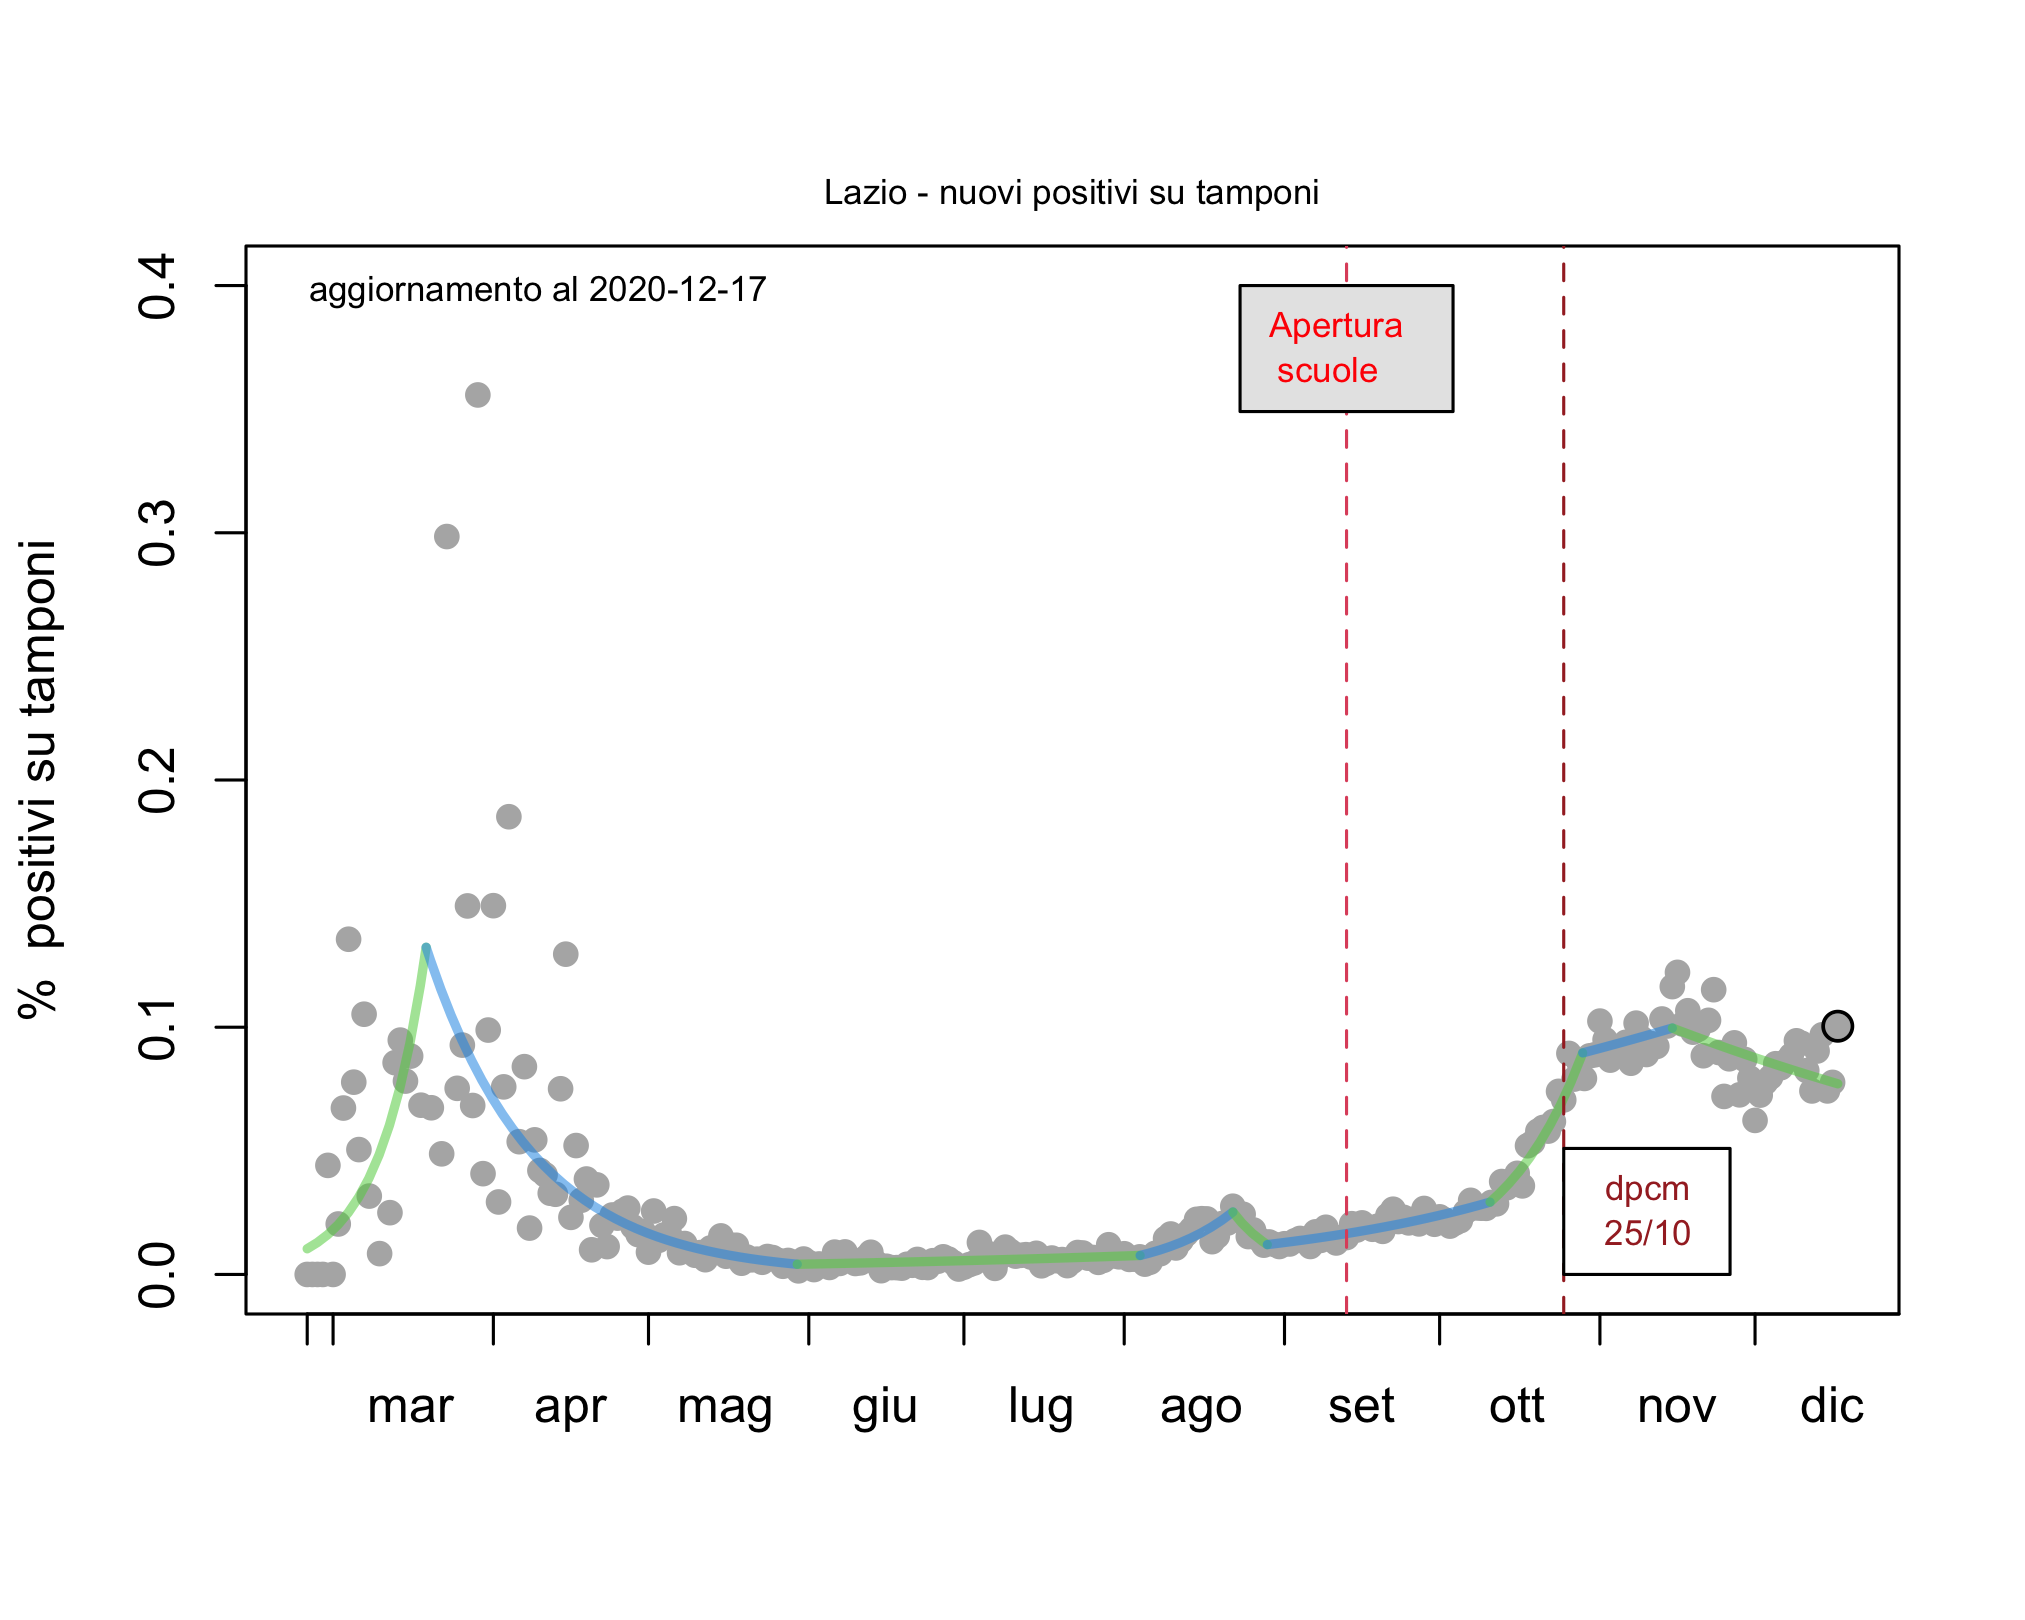 Lazio - nuovi positivi su tamponi
aggiornamento al 2020-12-17
Apertura
scuole
dpcm
25/10
% positivi su tamponi
0.4
0.3
0.2
0.1
0.0
mar apr mag giu lug ago set ott nov dic